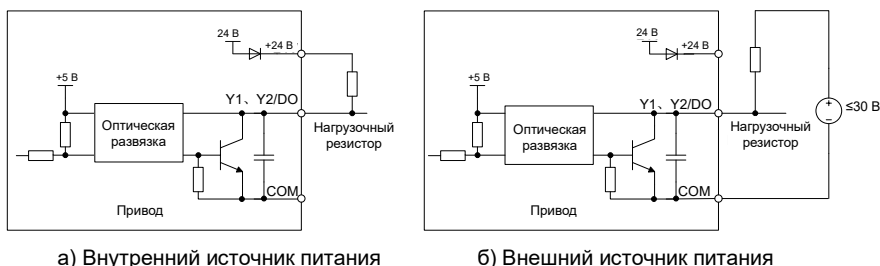 24 В
+24 В
+5 В
Y1、Y2/DO
Оптическая
развязка
Нагрузочный
резистор
COM
Привод
а) Внутренний источник питания
24 В
+24 В
+5 В
Y1、Y2/DO
≤30 В
Оптическая
развязка
Нагрузочный
резистор
COM
Привод
б) Внешний источник питания